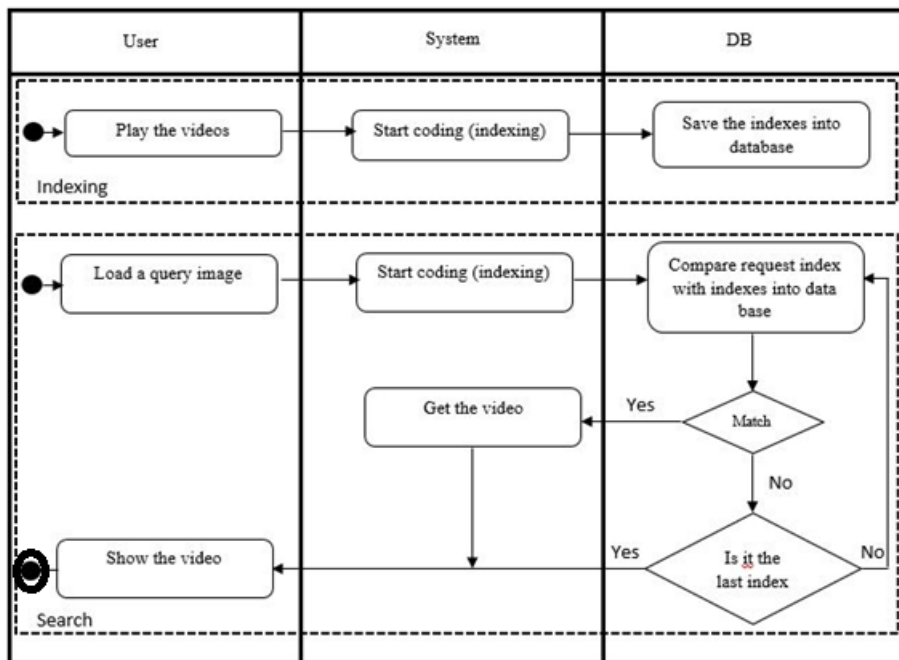 User
System
DB
Play the videos
Start coding (indexing)
Save the indexes into
database
Indexing
Load a query image
Start coding (indexing)
Compare request index
with indexes into data
base
Get the video
Yes
Match
No
Show the video
Yes
Is it the
last index
No
Search